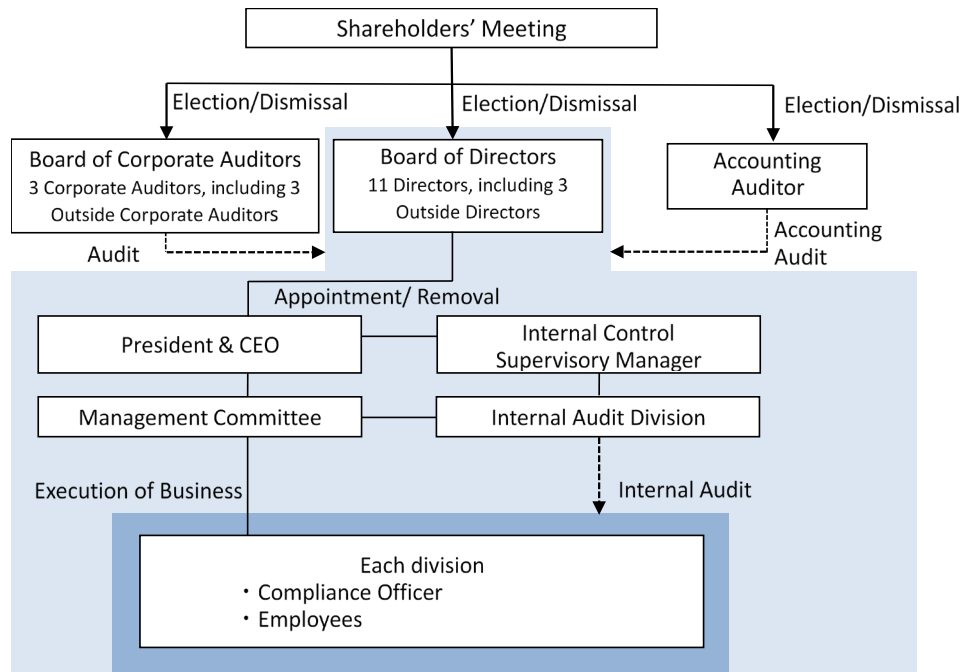 Shareholders’ Meeting
Election/Dismissal
Election/Dismissal
Election/Dismissal
Board of Corporate Auditors
3 Corporate Auditors, including 3
Outside Corporate Auditors
Board of Directors
11 Directors, including 3
Outside Directors
Accounting
Auditor
Audit
Accounting
Audit
Appointment/ Removal
President & CEO
Internal Control
Supervisory Manager
Management Committee
Internal Audit Division
Execution of Business
Internal Audit
Each division
・Compliance Officer
・Employees